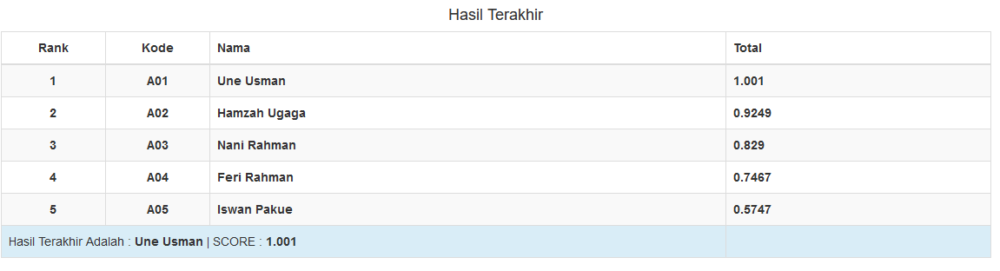 Hasil Terakhir
Rank Kode Nama Total
1 A01 Une Usman 1.001
2 A02 Hamzah Ugaga 0.9249
3 A03 Nani Rahman 0.829
4 A04 Feri Rahman 0.7467
5 A05 Iswan Pakue 0.5747
Hasil Terakhir Adalah : Une Usman | SCORE : 1.001